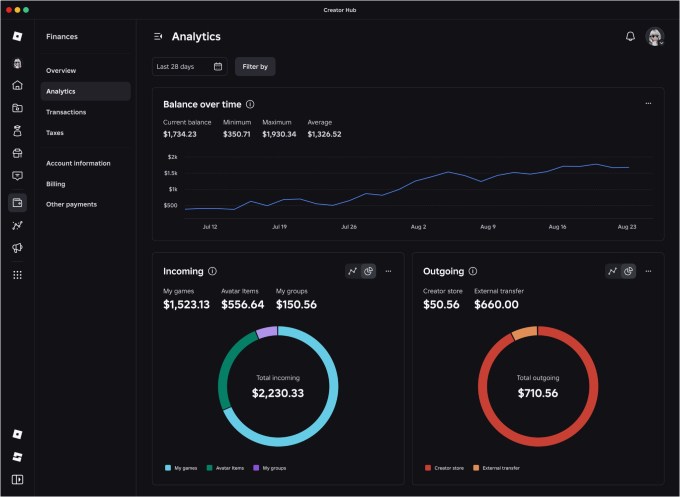 Creator Hub
Finances
Overview
Analytics
Transactions
Taxes
Account information
Billing
Other payments
Analytics
Last 28 days
Filter by
Balance over time
Current balance Minimum Maximum Average
$1,734.23 $350.71 $1,930.34 $1,326.52
$2k
$1.5k
$1k
$500
Jul 12 Jul 19 Jul 26 Aug 2 Aug 9 Aug 16 Aug 23
Incoming
My games Avatar Items My groups
$1,523.13 $556.64 $150.56
Total incoming
$2,230.33
My games Avatar Items My groups
Outgoing
Creator store External transfer
$50.56 $660.00
Total outgoing
$710.56
Creator store External transfer